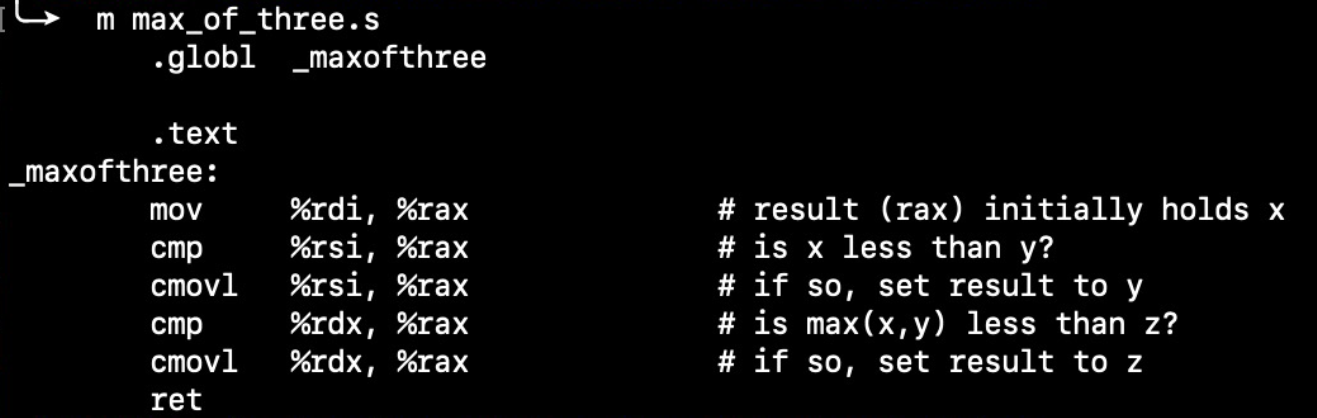 m max_of_three.s
.globl _maxofthree
.text
_maxofthree:
mov %rdi, %rax # result (rax) initially holds x
cmp %rsi, %rax # is x less than y?
cmovl %rsi, %rax # if so, set result to y
cmp %rdx, %rax # is max(x,y) less than z?
cmovl %rdx, %rax # if so, set result to z
ret